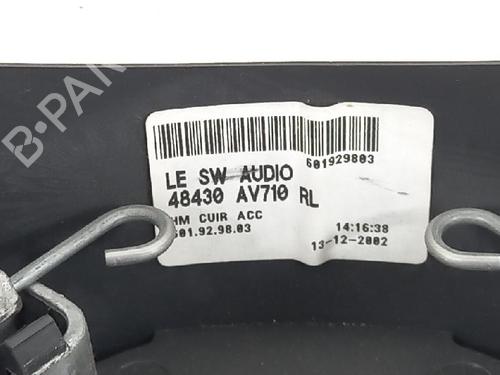 B-PARTS
601929803
LE SW AUDIO
48430 AV710 RL
HM CUIR ACC
601.92.98.03
14:16:38
13-12-2002